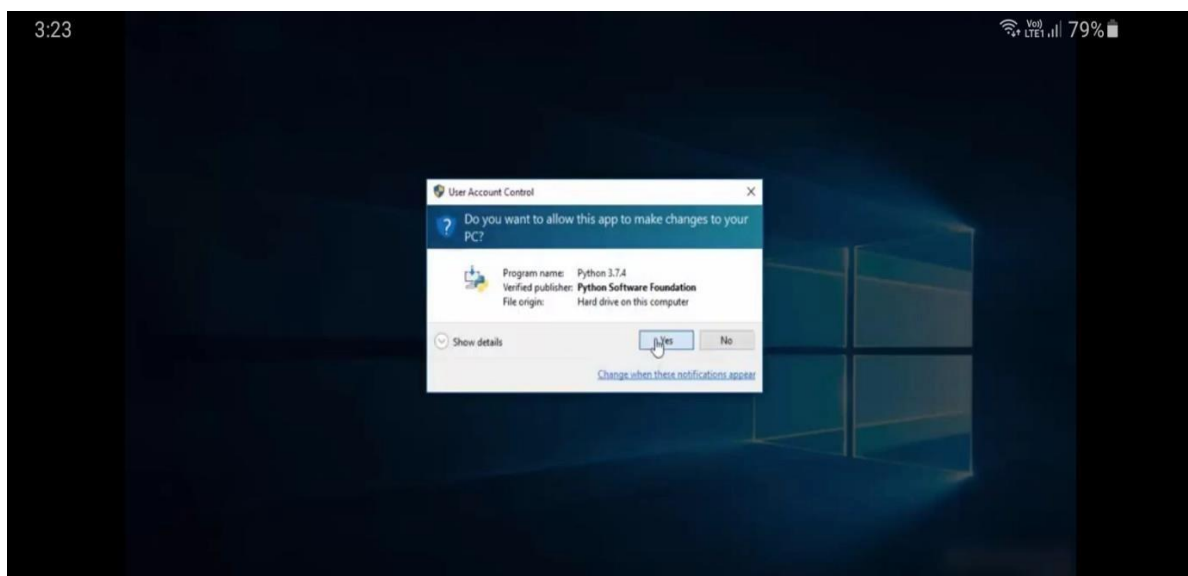 3:23
Vo)) LTE1 79%
User Account Control
Do you want to allow this app to make changes to your
PC?
Program name: Python 3.7.4
Verified publisher: Python Software Foundation
File origin: Hard drive on this computer
Show details
Yes No
Change when these notifications appear